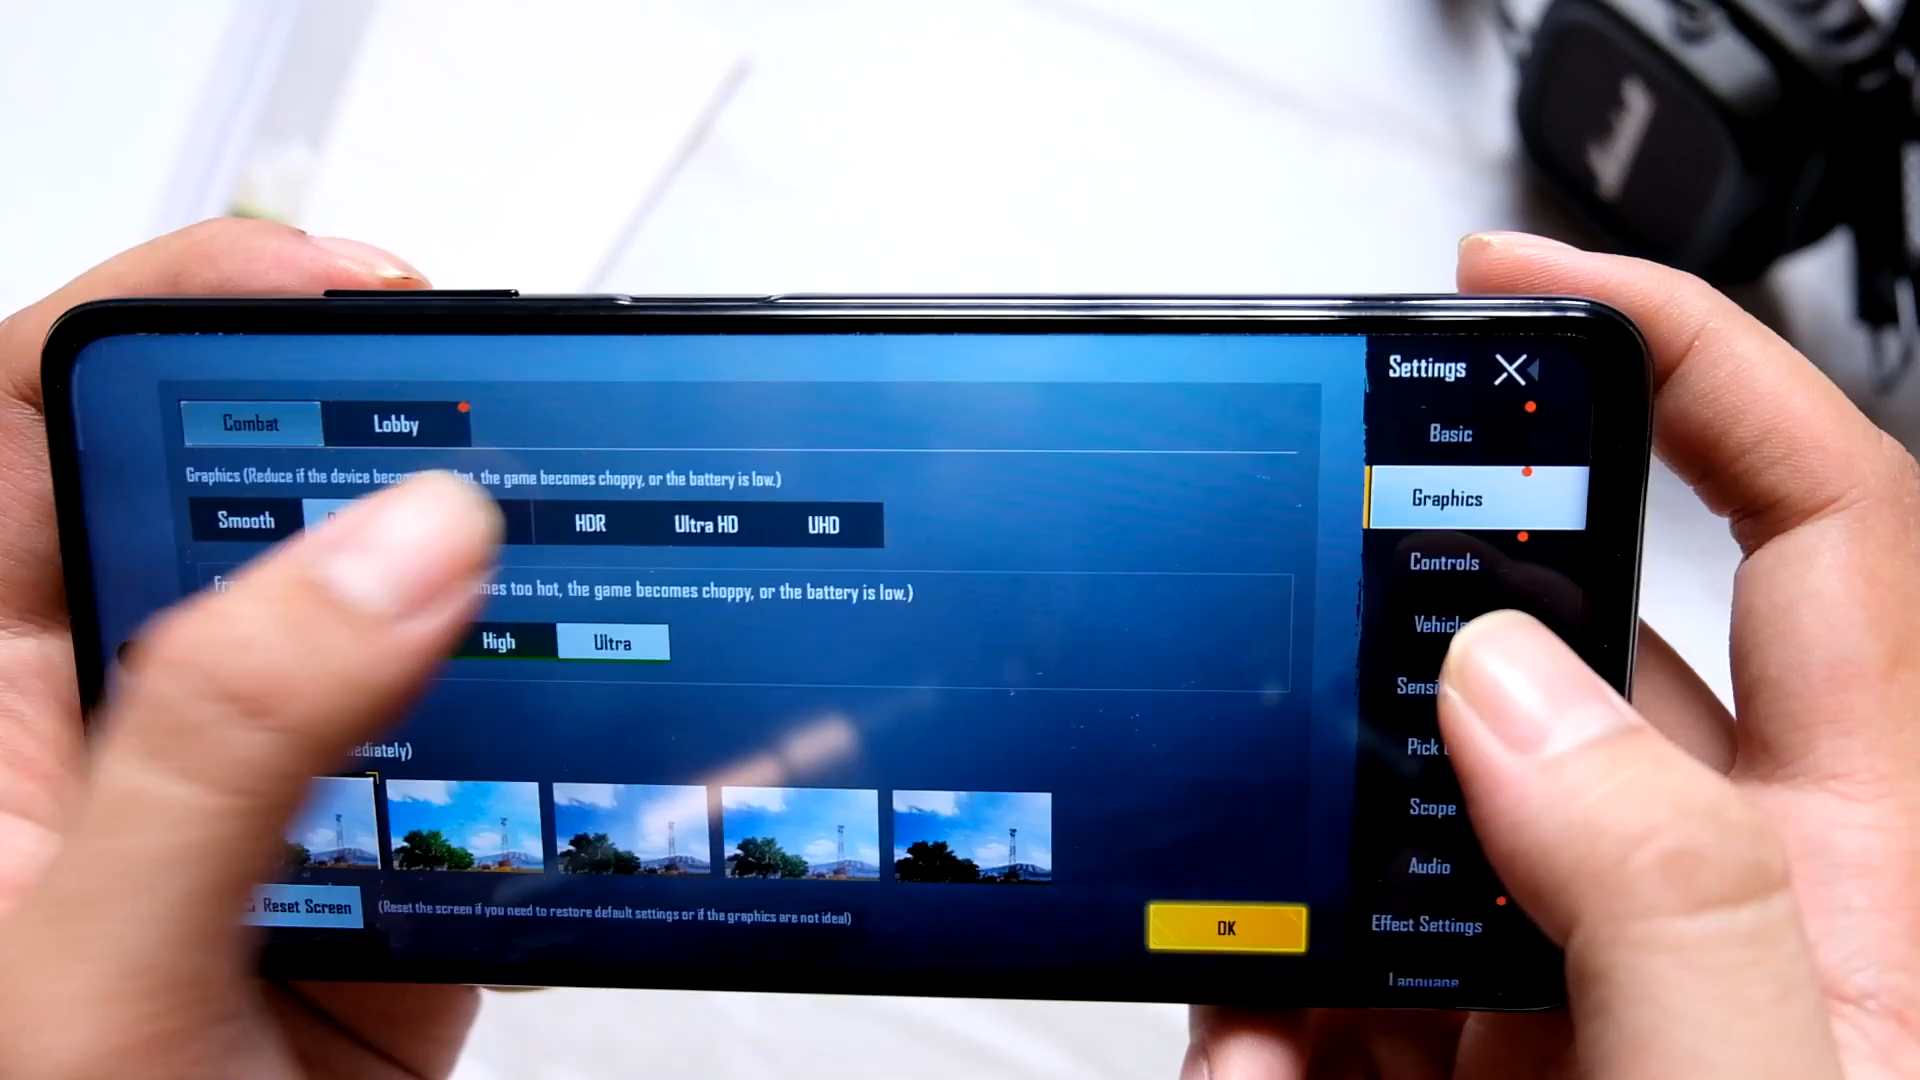 Settings
Basic
Combat
Lobby
Graphics (Reduce if the device hot, the game becomes choppy, or the battery is low.)
Graphics
Smooth
HDR
Ultra HD
UHD
Controls
too hot, the game becomes choppy, or the battery is low.)
High
Ultra
Scope
Audio
Reset Screen
(Reset the screen if you need to restore default settings or if the graphics are not ideal)
OK
Effect Settings
Language